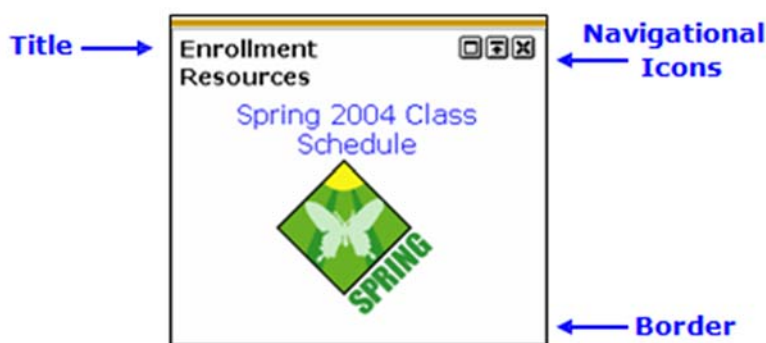 Title
Enrollment
Resources
Navigational
Icons
Spring 2004 Class
Schedule
SPRING
Border